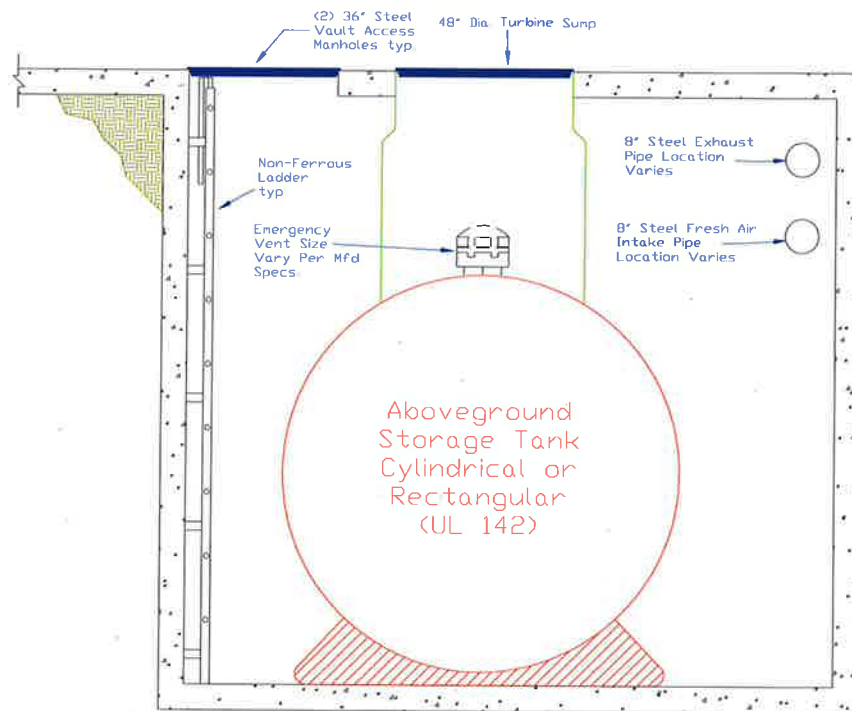 (2) 36" Steel
Vault Access
Manholes typ
48" Dia Turbine Sump
Non-Ferrous
Ladder
typ
Emergency
Vent Size
Vary Per Mfd
Specs
8" Steel Exhaust
Pipe Location
Varies
8" Steel Fresh Air
Intake Pipe
Location Varies
Aboveground
Storage Tank
Cylindrical or
Rectangular
(UL 142)